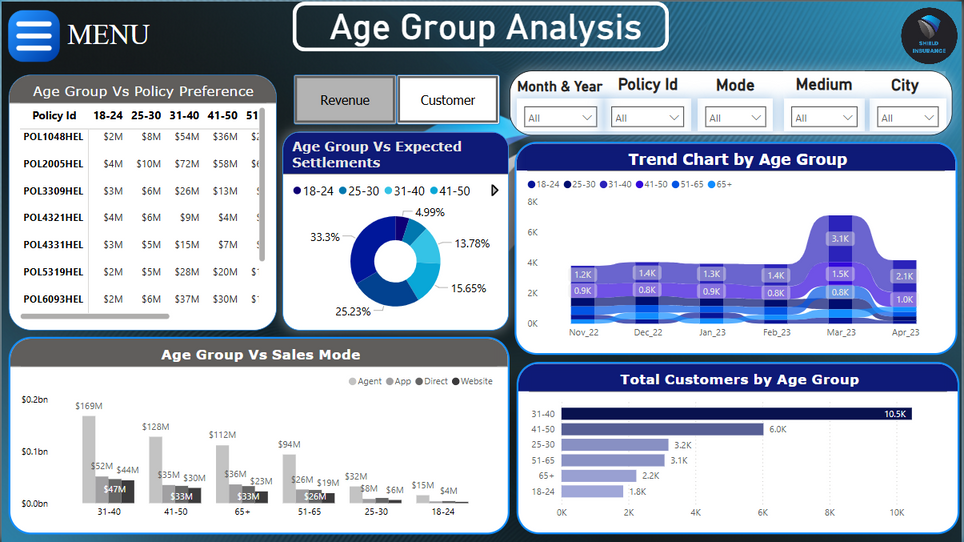 MENU
Age Group Analysis
SHIELD
INSURANCE
Age Group Vs Policy Preference
Policy Id 18-24 25-30 31-40 41-50 51
POL1048HEL $2M $8M $54M $36M
POL2005HEL $4M $10M $72M $58M
POL3309HEL $3M $6M $26M $13M
POL4321HEL $4M $6M $9M $4M
POL4331HEL $3M $5M $15M $7M
POL5319HEL $2M $5M $28M $20M
POL6093HEL $2M $6M $37M $30M
Revenue Customer
Month & Year Policy Id Mode Medium City
All All All All All
Age Group Vs Expected
Settlements
18-24 25-30 31-40 41-50
4.99%
33.3%
13.78%
15.65%
25.23%
Trend Chart by Age Group
18-24 25-30 31-40 41-50 51-65 65+
8K
6K
4K
2K
0K
3.1K
1.2K 1.4K 1.3K 1.4K 1.5K 2.1K
0.9K 0.8K 0.9K 0.8K 0.8K 1.0K
Nov_22 Dec_22 Jan_23 Feb_23 Mar_23 Apr_23
Age Group Vs Sales Mode
Agent App Direct Website
$0.2bn
$0.1bn
$0.0bn
$169M $52M $47M $44M
$128M $35M $33M $30M
$112M $36M $33M $23M
$94M $26M $26M $19M
$32M $8M $6M
$15M $4M
31-40 41-50 65+ 51-65 25-30 18-24
Total Customers by Age Group
31-40 10.5K
41-50 6.0K
25-30 3.2K
51-65 3.1K
65+ 2.2K
18-24 1.8K
0K 2K 4K 6K 8K 10K